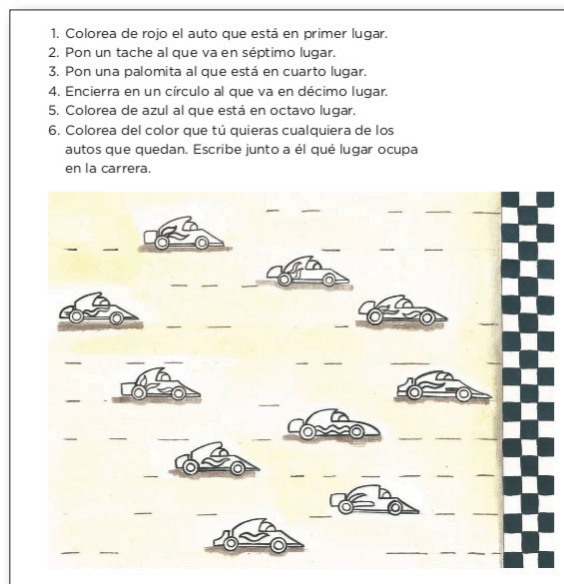 1. Colorea de rojo el auto que está en primer lugar.
2. Pon un tache al que va en séptimo lugar.
3. Pon una palomita al que está en cuarto lugar.
4. Encierra en un círculo al que va en décimo lugar.
5. Colorea de azul al que está en octavo lugar.
6. Colorea del color que tú quieras cualquiera de los
autos que quedan. Escribe junto a él qué lugar ocupa
en la carrera.